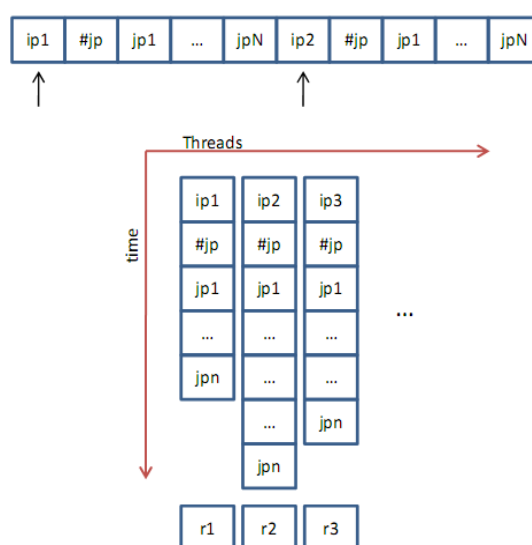 ip1 #jp jp1 ... jpN ip2 #jp jp1 ... jpN
Threads
time
ip1 ip2 ip3
#jp #jp #jp
jp1 jp1 jp1
... ... ...
...
jpn ... ...
... jpn
jpn
r1 r2 r3